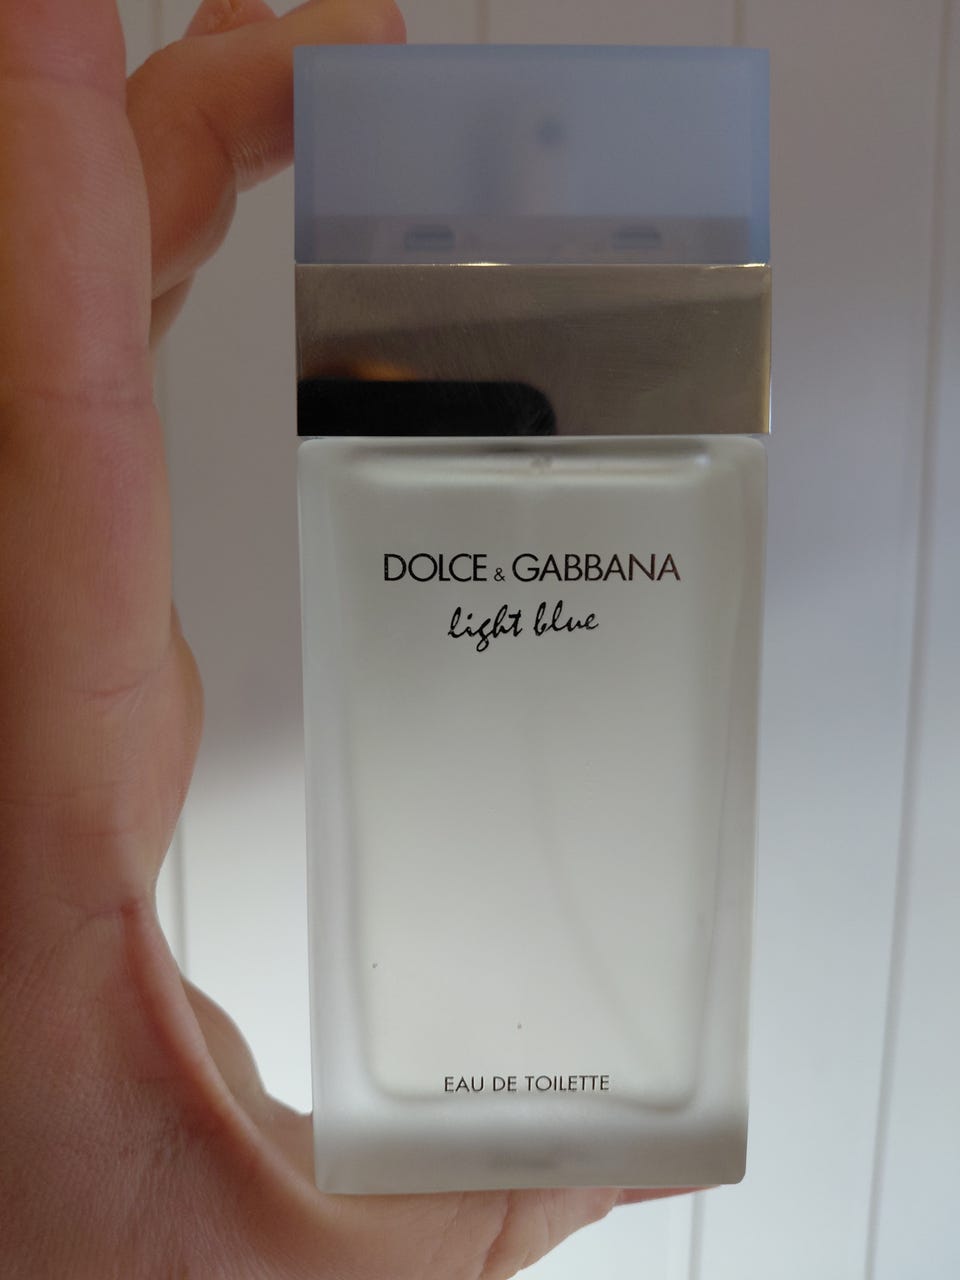 DOLCE & GABBANA
light blue
EAU DE TOILETTE